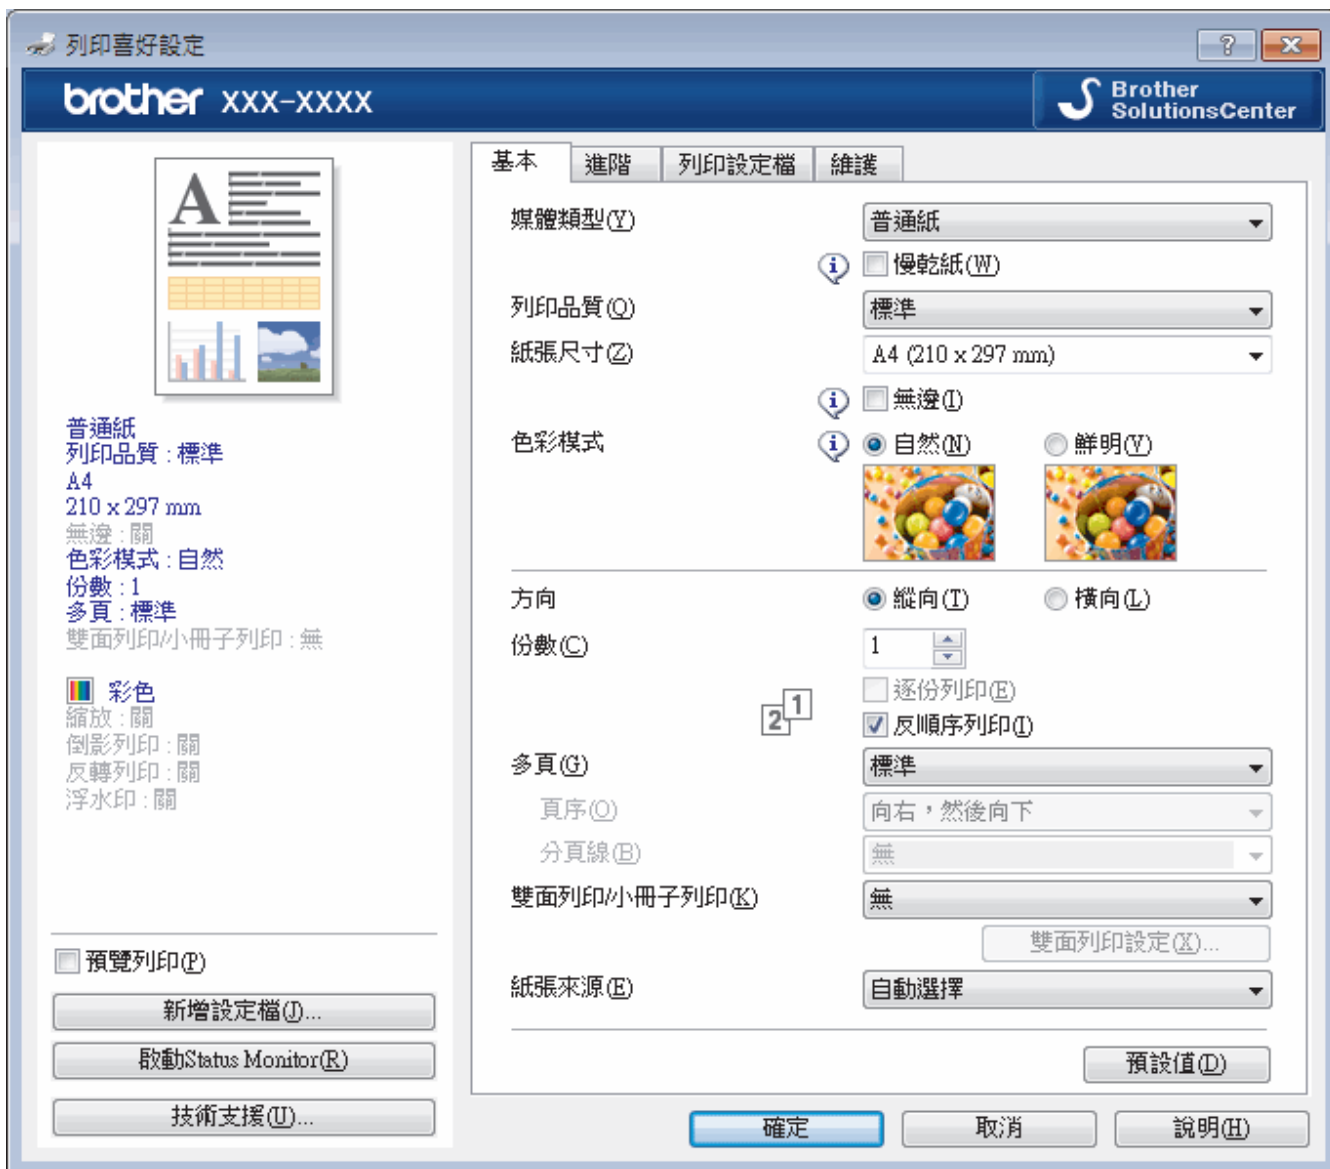 列印喜好設定
brother XXX-XXXX
Brother
SolutionsCenter
A
普通紙
列印品質 : 標準
A4
210 x 297 mm
無邊 : 關
色彩模式 : 自然
份數 : 1
多頁 : 標準
雙面列印/小冊子列印 : 無
彩色
縮放 : 關
倒影列印 : 關
反轉列印 : 關
浮水印 : 關
預覽列印(P)
新增設定檔(J)...
啟動Status Monitor(R)
技術支援(U)...
基本 進階 列印設定檔 維護
媒體類型(Y) 普通紙
慢乾紙(W)
列印品質(Q) 標準
紙張尺寸(Z) A4 (210 x 297 mm)
無邊(I)
色彩模式 自然(N) 鮮明(V)
方向 縱向(T) 橫向(L)
份數(C) 1
逐份列印(E)
2 1 反順序列印(I)
多頁(G) 標準
頁序(O) 向右，然後向下
分頁線(B) 無
雙面列印/小冊子列印(K) 無
雙面列印設定(X)...
紙張來源(E) 自動選擇
預設值(D)
確定 取消 說明(H)